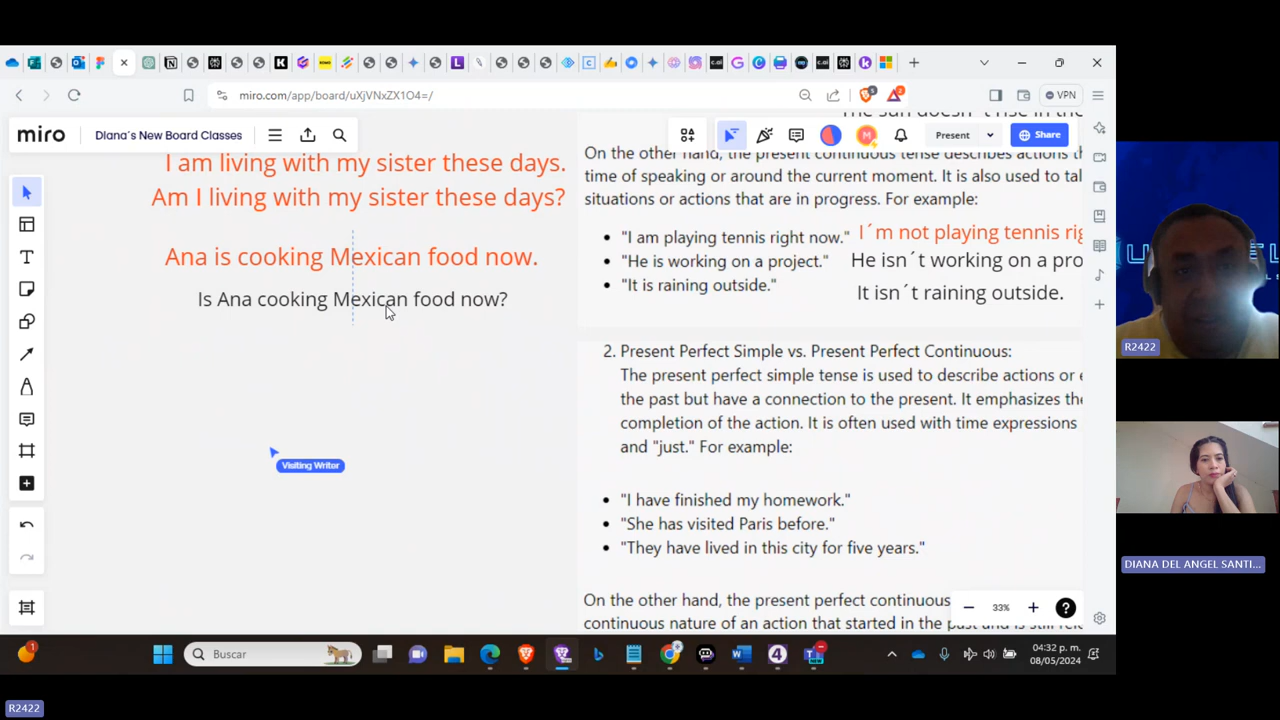 miro.com/app/board/uXjVNxZX1O4=/
VPN
miro
DIana's New Board Classes
Present
Share
I am living with my sister these days.
Am I living with my sister these days?
Ana is cooking Mexican food now.
Is Ana cooking Mexican food now?
Visiting Writer
On the other hand, the present continuous tense describes actions
time of speaking or around the current moment. It is also used to tal
situations or actions that are in progress. For example:
"I am playing tennis right now." I´m not playing tennis rig
"He is working on a project." He isn´t working on a pro
"It is raining outside." It isn´t raining outside.
2. Present Perfect Simple vs. Present Perfect Continuous:
The present perfect simple tense is used to describe actions or e
the past but have a connection to the present. It emphasizes the
completion of the action. It is often used with time expressions
and "just." For example:
"I have finished my homework."
"She has visited Paris before."
"They have lived in this city for five years."
On the other hand, the present perfect continuous
continuous nature of an action that started in the
33%
R2422
DIANA DEL ANGEL SANTI...
Buscar
04:32 p. m.
08/05/2024
R2422